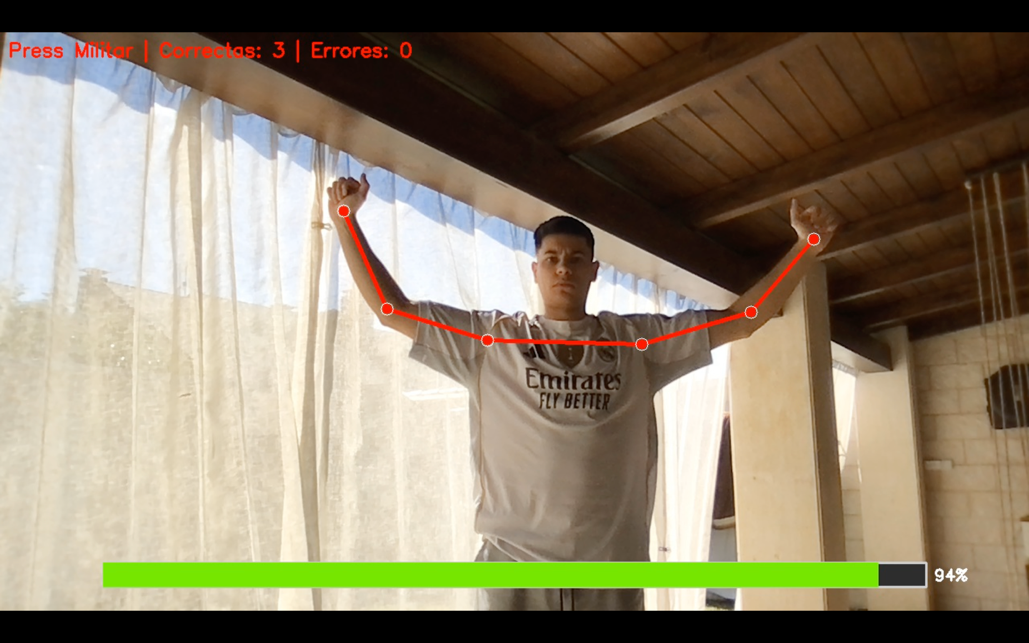 Press Militar | Correctas: 3 | Errores: 0
Emirates
FLY BETTER
94%